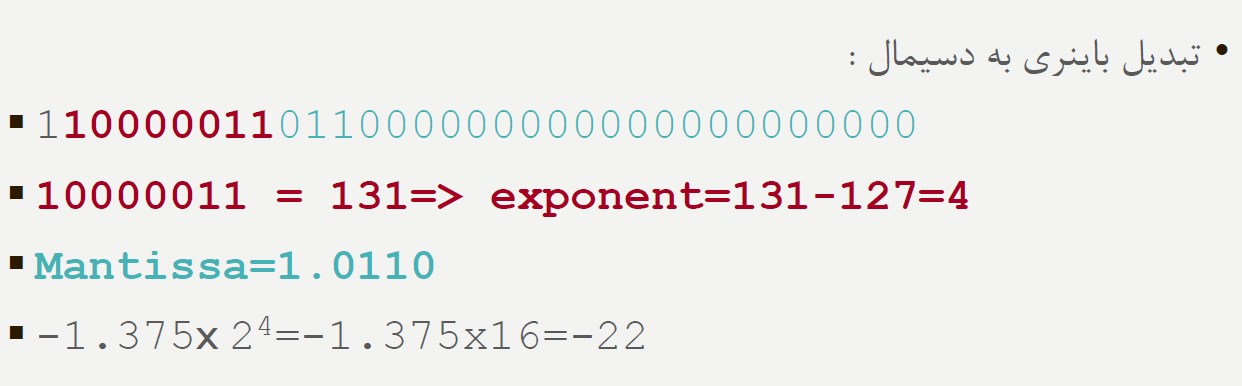 • تبدیل باینری به دسیمال :
▪ 11000001101100000000000000000000
▪ 10000011 = 131=> exponent=131-127=4
▪ Mantissa=1.0110
▪ -1.375x 2⁴=-1.375x16=-22